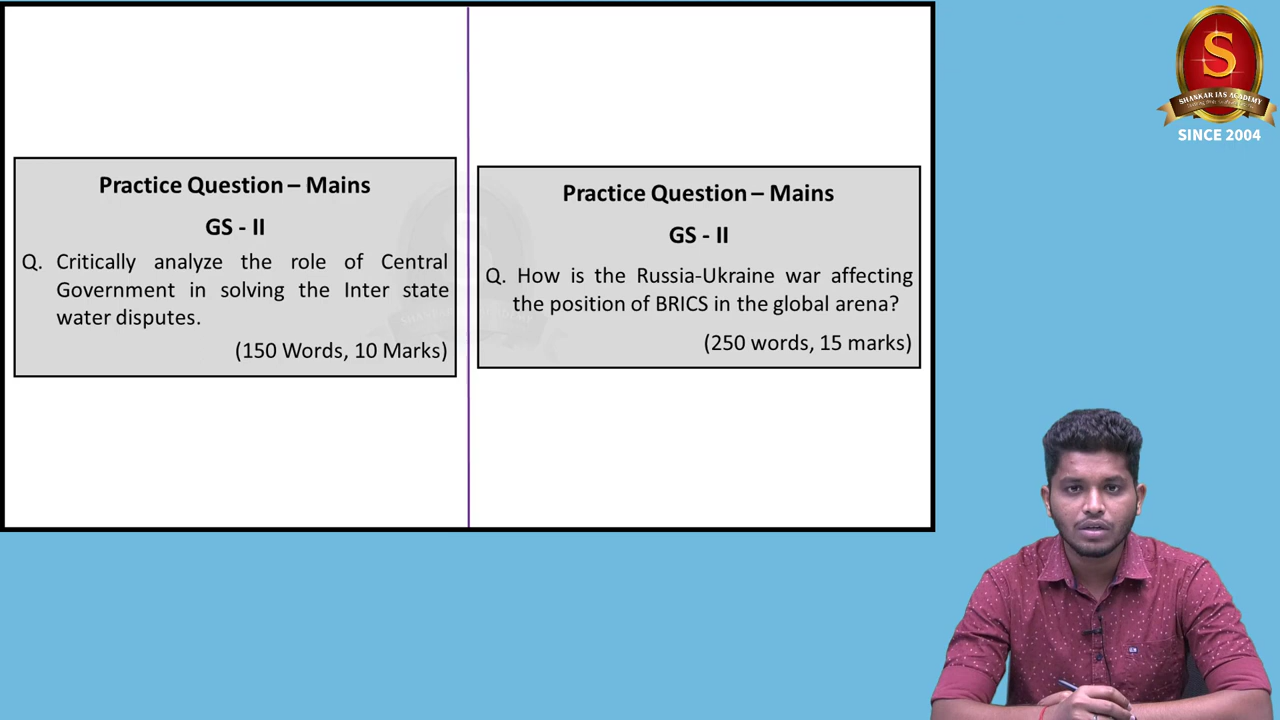 Practice Question – Mains
GS - II
Q. Critically analyze the role of Central
Government in solving the Inter state
water disputes.
(150 Words, 10 Marks)
Practice Question – Mains
GS - II
Q. How is the Russia-Ukraine war affecting
the position of BRICS in the global arena?
(250 words, 15 marks)
S
SHANKAR IAS ACADEMY
SINCE 2004